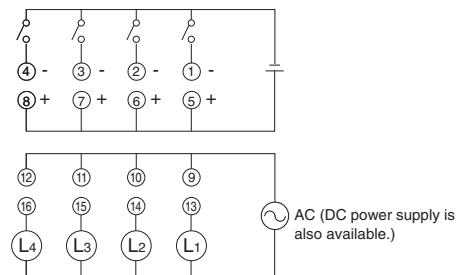 4 - 3 - 2 - 1 -
8 + 7 + 6 + 5 +
12 11 10 9
16 15 14 13
AC (DC power supply is
also available.)
L4 L3 L2 L1